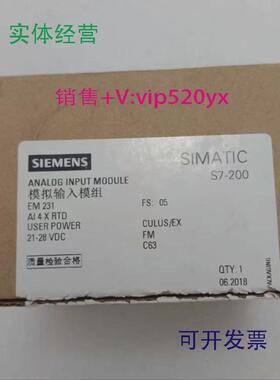 实体经营
销售+V:vip520yx
SIEMENS
SIMATIC
S7-200
ANALOG INPUT MODULE
模拟输入模组
EM 231
AI 4 X RTD
USER POWER
21-28 VDC
FS: 05
CULUS/EX
FM
C63
质量检验合格
QTY: 1
06.2018
PACKAGING
可开发票